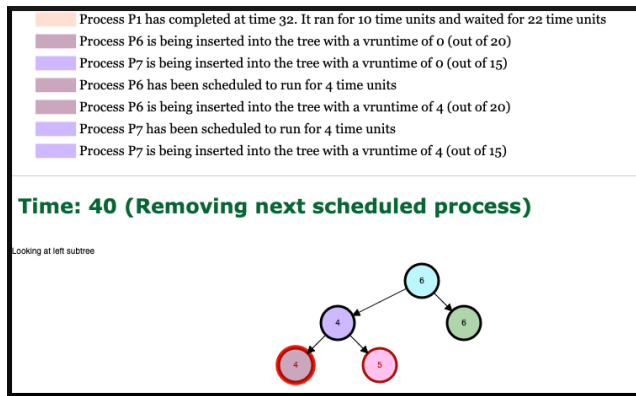 Process P1 has completed at time 32. It ran for 10 time units and waited for 22 time units
Process P6 is being inserted into the tree with a vruntime of 0 (out of 20)
Process P7 is being inserted into the tree with a vruntime of 0 (out of 15)
Process P6 has been scheduled to run for 4 time units
Process P6 is being inserted into the tree with a vruntime of 4 (out of 20)
Process P7 has been scheduled to run for 4 time units
Process P7 is being inserted into the tree with a vruntime of 4 (out of 15)
Time: 40 (Removing next scheduled process)
Looking at left subtree
6
4
6
4
5